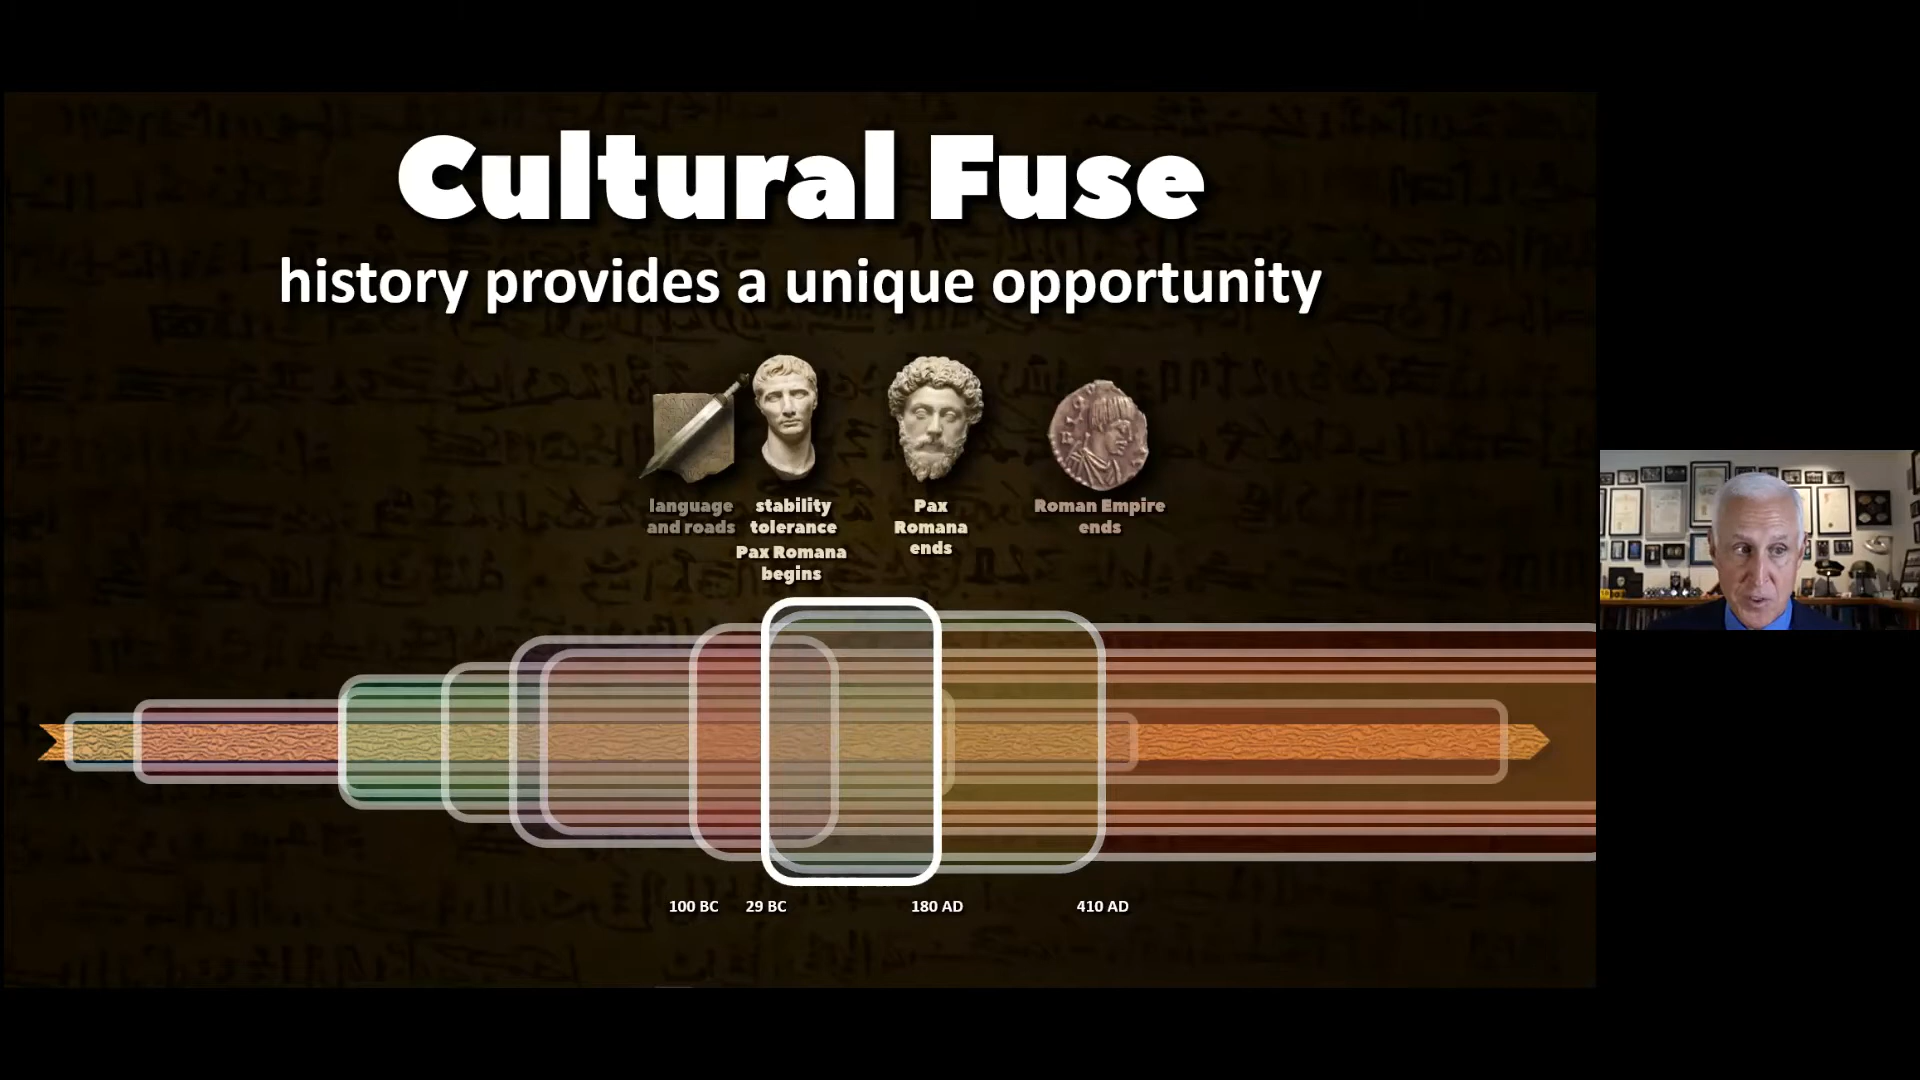 Cultural Fuse
history provides a unique opportunity
language
and roads
stability
tolerance
Pax Romana
begins
Pax
Romana
ends
Roman Empire
ends
100 BC
29 BC
180 AD
410 AD